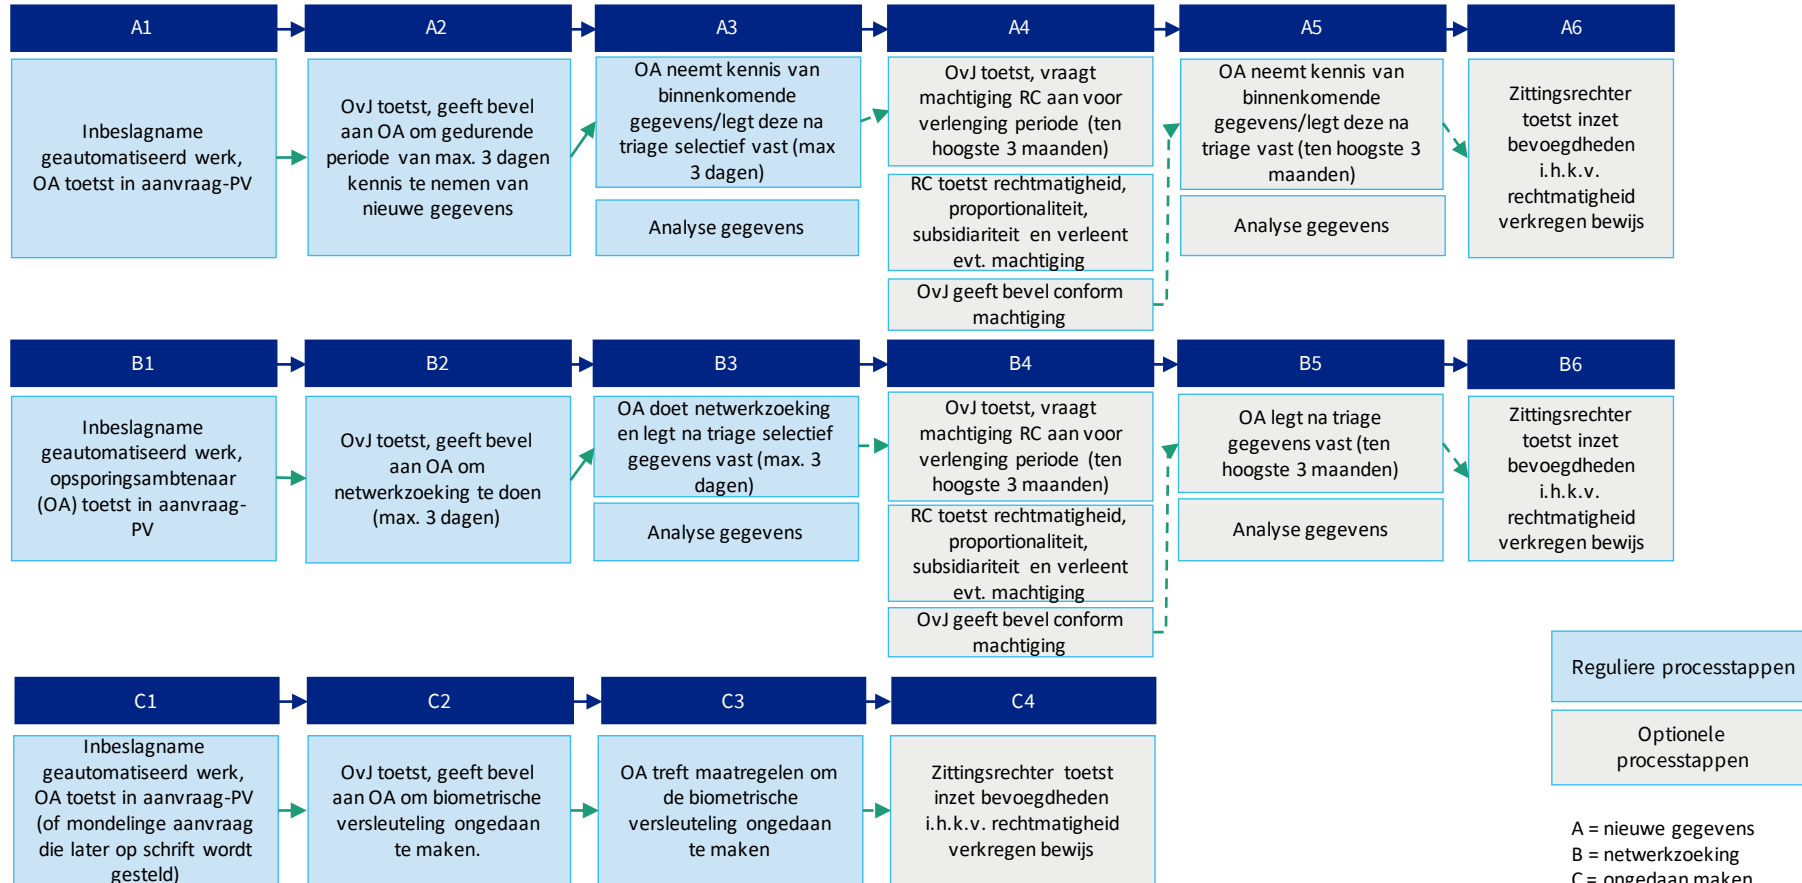 A1
A2
A3
A4
A5
A6
Inbeslagname
geautomatiseerd werk,
OA toetst in aanvraag-PV
OvJ toetst, geeft bevel
aan OA om gedurende
periode van max. 3 dagen
kennis te nemen van
nieuwe gegevens
OA neemt kennis van
binnenkomende
gegevens/legt deze na
triage selectief vast (max
3 dagen)
Analyse gegevens
OvJ toetst, vraagt
machtiging RC aan voor
verlenging periode (ten
hoogste 3 maanden)
RC toetst rechtmatigheid,
proportionaliteit,
subsidiariteit en verleent
evt. machtiging
OvJ geeft bevel conform
machtiging
OA neemt kennis van
binnenkomende
gegevens/legt deze na
triage vast (ten hoogste 3
maanden)
Analyse gegevens
Zittingsrechter
toetst inzet
bevoegdheden
i.h.k.v.
rechtmatigheid
verkregen bewijs
B1
B2
B3
B4
B5
B6
Inbeslagname
geautomatiseerd werk,
opsporingsambtenaar
(OA) toetst in aanvraag-
PV
OvJ toetst, geeft bevel
aan OA om
netwerkzoeking te doen
(max. 3 dagen)
OA doet netwerkzoeking
en legt na triage selectief
gegevens vast (max. 3
dagen)
Analyse gegevens
OvJ toetst, vraagt
machtiging RC aan voor
verlenging periode (ten
hoogste 3 maanden)
RC toetst rechtmatigheid,
proportionaliteit,
subsidiariteit en verleent
evt. machtiging
OvJ geeft bevel conform
machtiging
OA legt na triage
gegevens vast (ten
hoogste 3 maanden)
Analyse gegevens
Zittingsrechter
toetst inzet
bevoegdheden
i.h.k.v.
rechtmatigheid
verkregen bewijs
C1
C2
C3
C4
Inbeslagname
geautomatiseerd werk,
OA toetst in aanvraag-PV
(of mondelinge aanvraag
die later op schrift wordt
gesteld)
OvJ toetst, geeft bevel
aan OA om biometrische
versleuteling ongedaan
te maken.
OA treft maatregelen om
de biometrische
versleuteling ongedaan
te maken
Zittingsrechter toetst
inzet bevoegdheden
i.h.k.v. rechtmatigheid
verkregen bewijs
Reguliere processtappen
Optionele
processtappen
A = nieuwe gegevens
B = netwerkzoeking
C = ongedaan maken